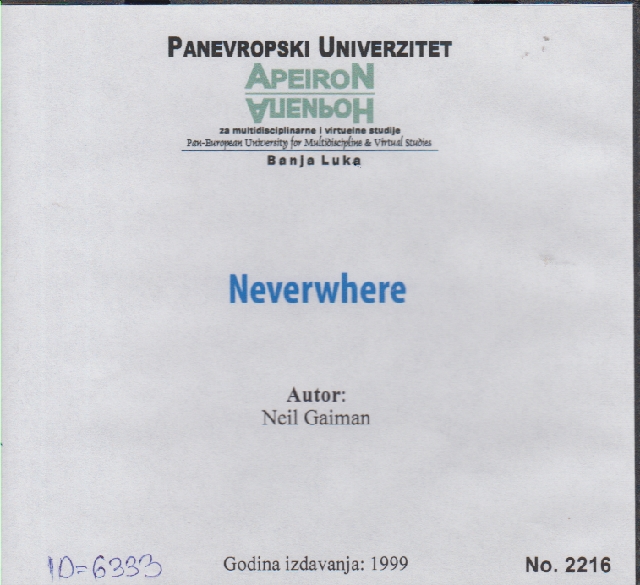 PANEVROPSKI UNIVERZITET
APEIRON
АПЕИРОН
za multidisciplinarne i virtuelne studije
Pan-European University for Multidiscipline & Virtual Studies
Banja Luka
Neverwhere
Autor:
Neil Gaiman
ID=6333
Godina izdavanja: 1999
No. 2216